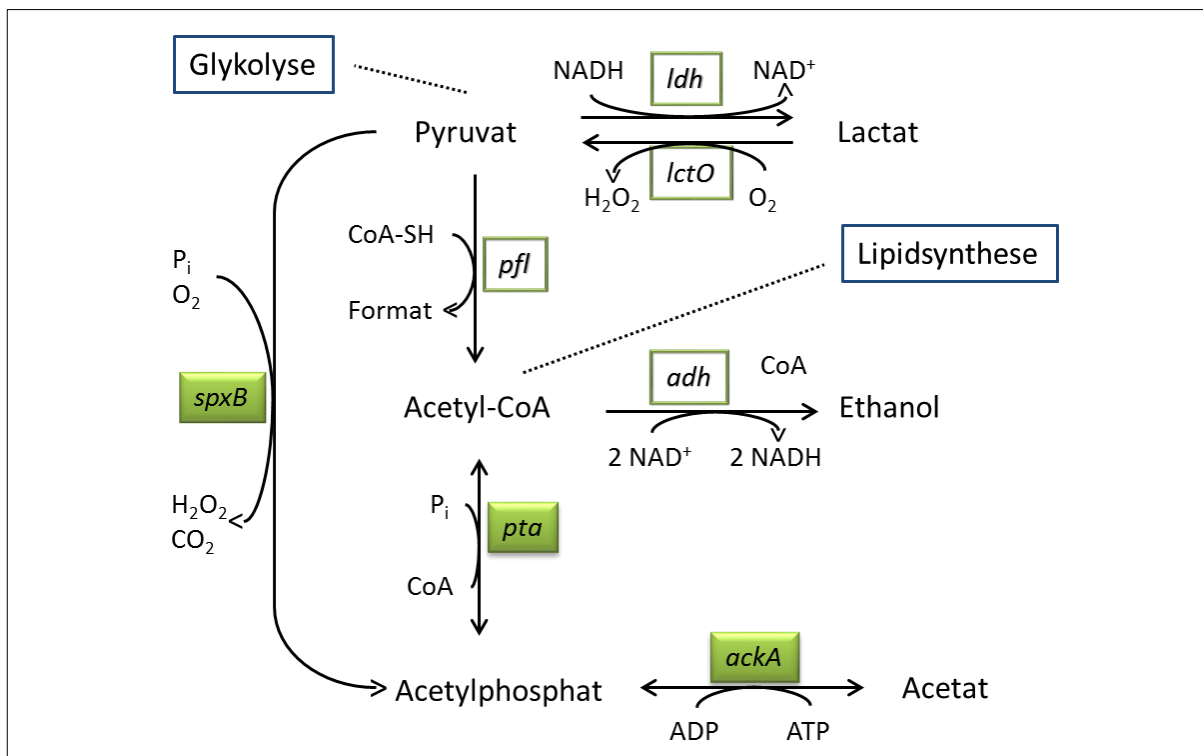 Glykolyse
NADH
ldh
NAD⁺
Pyruvat
Lactat
H₂O₂
lctO
O₂
CoA-SH
pfl
Format
Lipidsynthese
Pᵢ
O₂
spxB
H₂O₂
CO₂
Acetyl-CoA
adh
CoA
Ethanol
2 NAD⁺
2 NADH
Pᵢ
pta
CoA
Acetylphosphat
ackA
Acetat
ADP
ATP